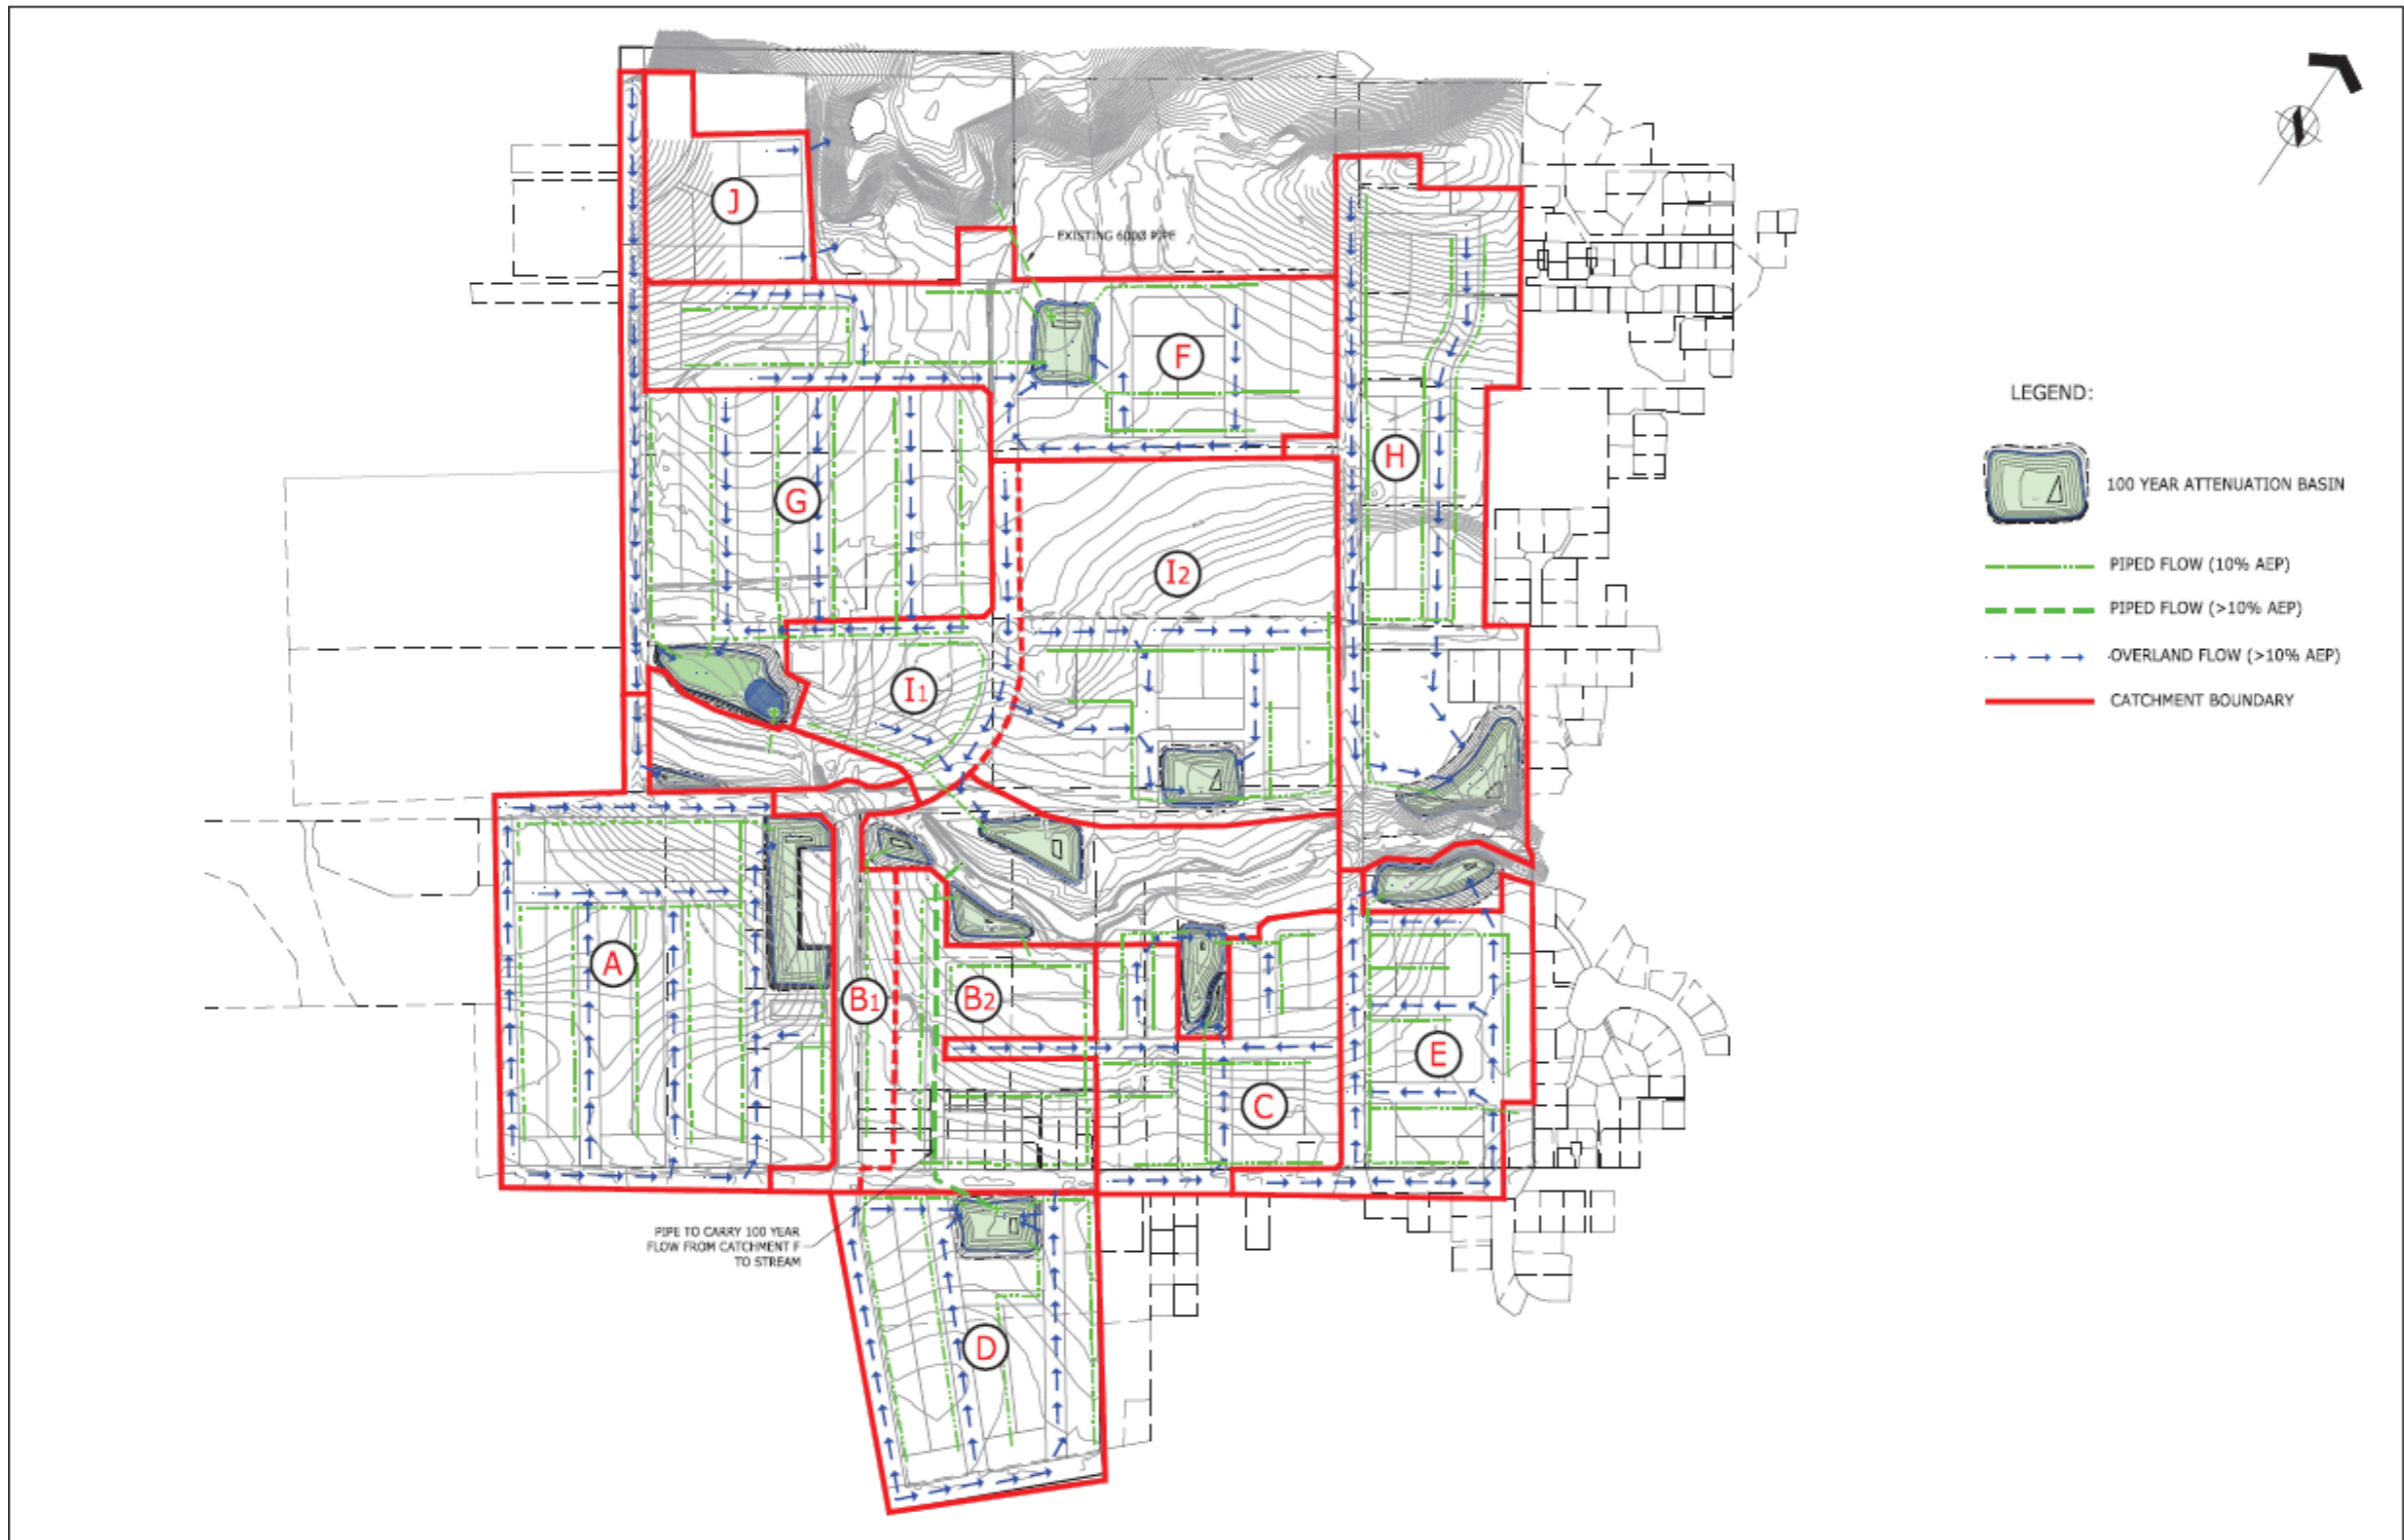 J
EXISTING 600Ø PIPE
F
H
G
I2
I1
A
B1
B2
E
C
D
PIPE TO CARRY 100 YEAR
FLOW FROM CATCHMENT F
TO STREAM
LEGEND:
100 YEAR ATTENUATION BASIN
PIPED FLOW (10% AEP)
PIPED FLOW (>10% AEP)
OVERLAND FLOW (>10% AEP)
CATCHMENT BOUNDARY